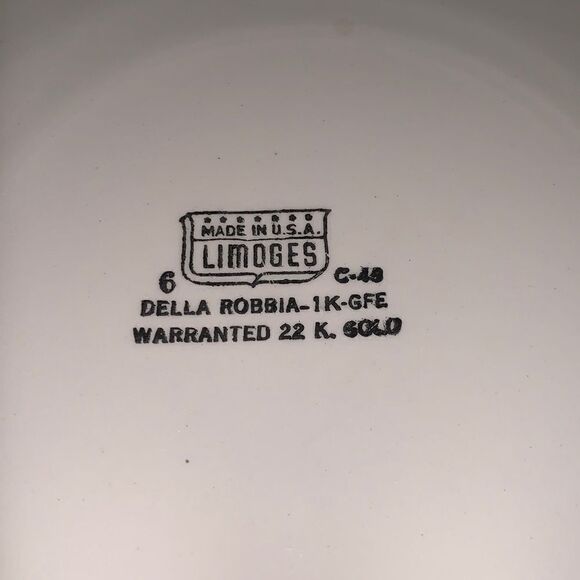 MADE IN U.S.A.
LIMOGES
6 C-48
DELLA ROBBIA-1K-GFE
WARRANTED 22 K. GOLD